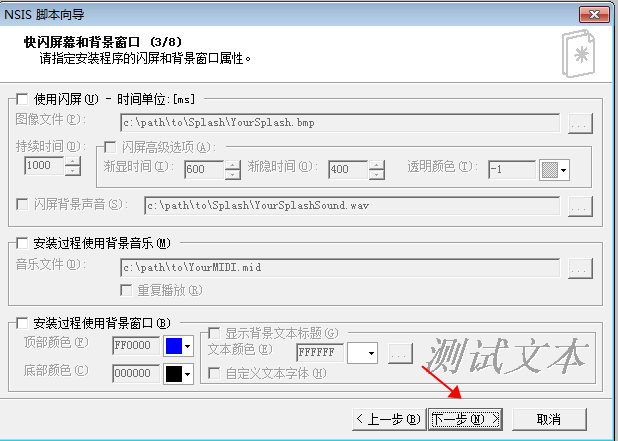 NSIS 脚本向导
快闪屏幕和背景窗口 (3/8)
请指定安装程序的闪屏和背景窗口属性。
使用闪屏(U) - 时间单位:[ms]
图像文件(P): c:\path\to\Splash\YourSplash.bmp ...
持续时间(D): 闪屏高级选项(A):
1000 渐显时间(I): 600 渐隐时间(O): 400 透明颜色(T): -1
闪屏背景声音(S): c:\path\to\Splash\YourSplashSound.wav ...
安装过程使用背景音乐(M)
音乐文件(D): c:\path\to\YourMIDI.mid ...
重复播放(R)
安装过程使用背景窗口(B)
顶部颜色(F) FF0000 显示背景文本标题(G)
文本颜色(E) FFFFFF ... 测试文本
底部颜色(C) 000000 自定义文本字体(H)
< 上一步(B) 下一步(N) > 取消